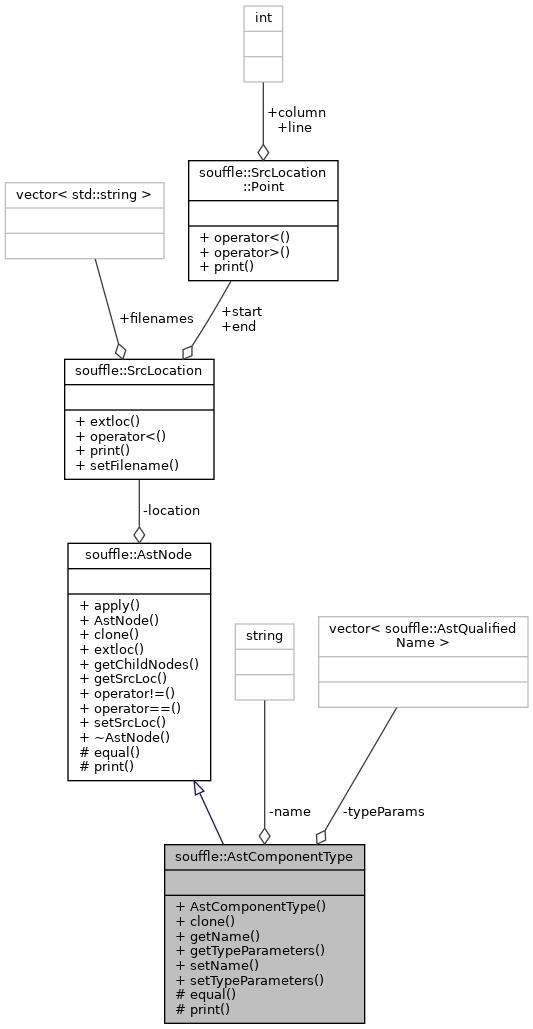 int
+column
+line
souffle::SrcLocation
::Point
+ operator<()
+ operator>()
+ print()
vector< std::string >
+filenames
+start
+end
souffle::SrcLocation
+ extloc()
+ operator<()
+ print()
+ setFilename()
-location
souffle::AstNode
+ apply()
+ AstNode()
+ clone()
+ extloc()
+ getChildNodes()
+ getSrcLoc()
+ operator!=()
+ operator==()
+ setSrcLoc()
+ ~AstNode()
# equal()
# print()
string
vector< souffle::AstQualified
Name >
-name
-typeParams
souffle::AstComponentType
+ AstComponentType()
+ clone()
+ getName()
+ getTypeParameters()
+ setName()
+ setTypeParameters()
# equal()
# print()